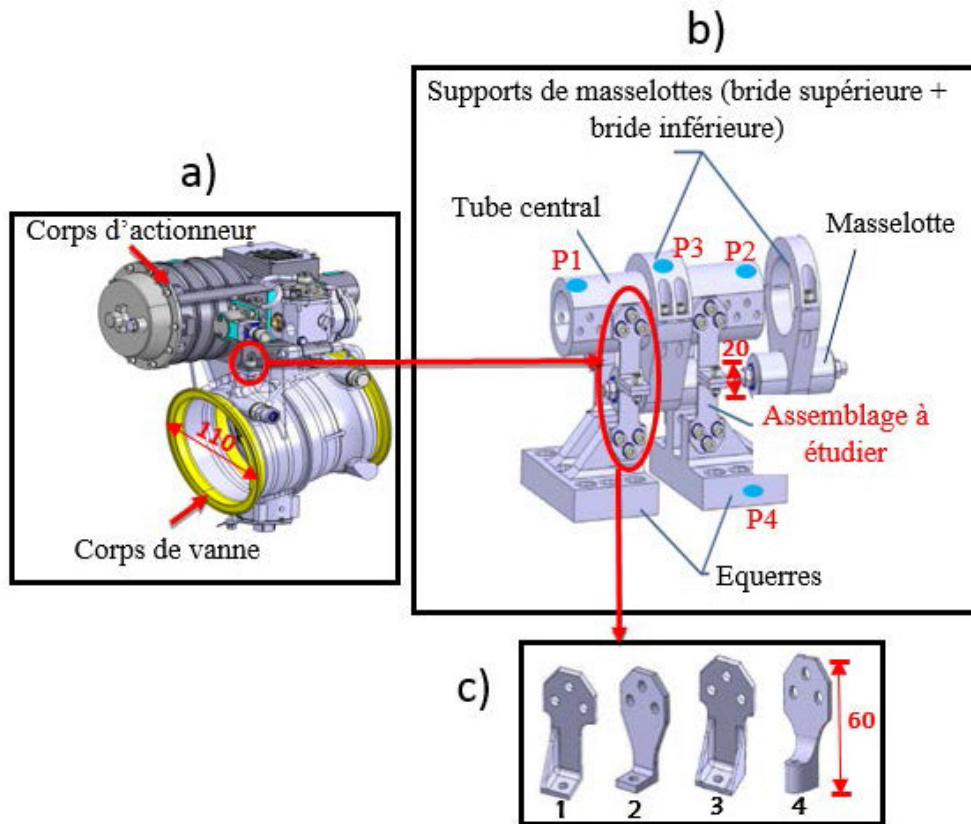 b)
Supports de masselottes (bride supérieure +
bride inférieure)
a)
Corps d'actionneur
Tube central
Masselotte
P1
P3
P2
20
110
Assemblage à
étudier
P4
Corps de vanne
Equerres
c)
60
1 2 3 4